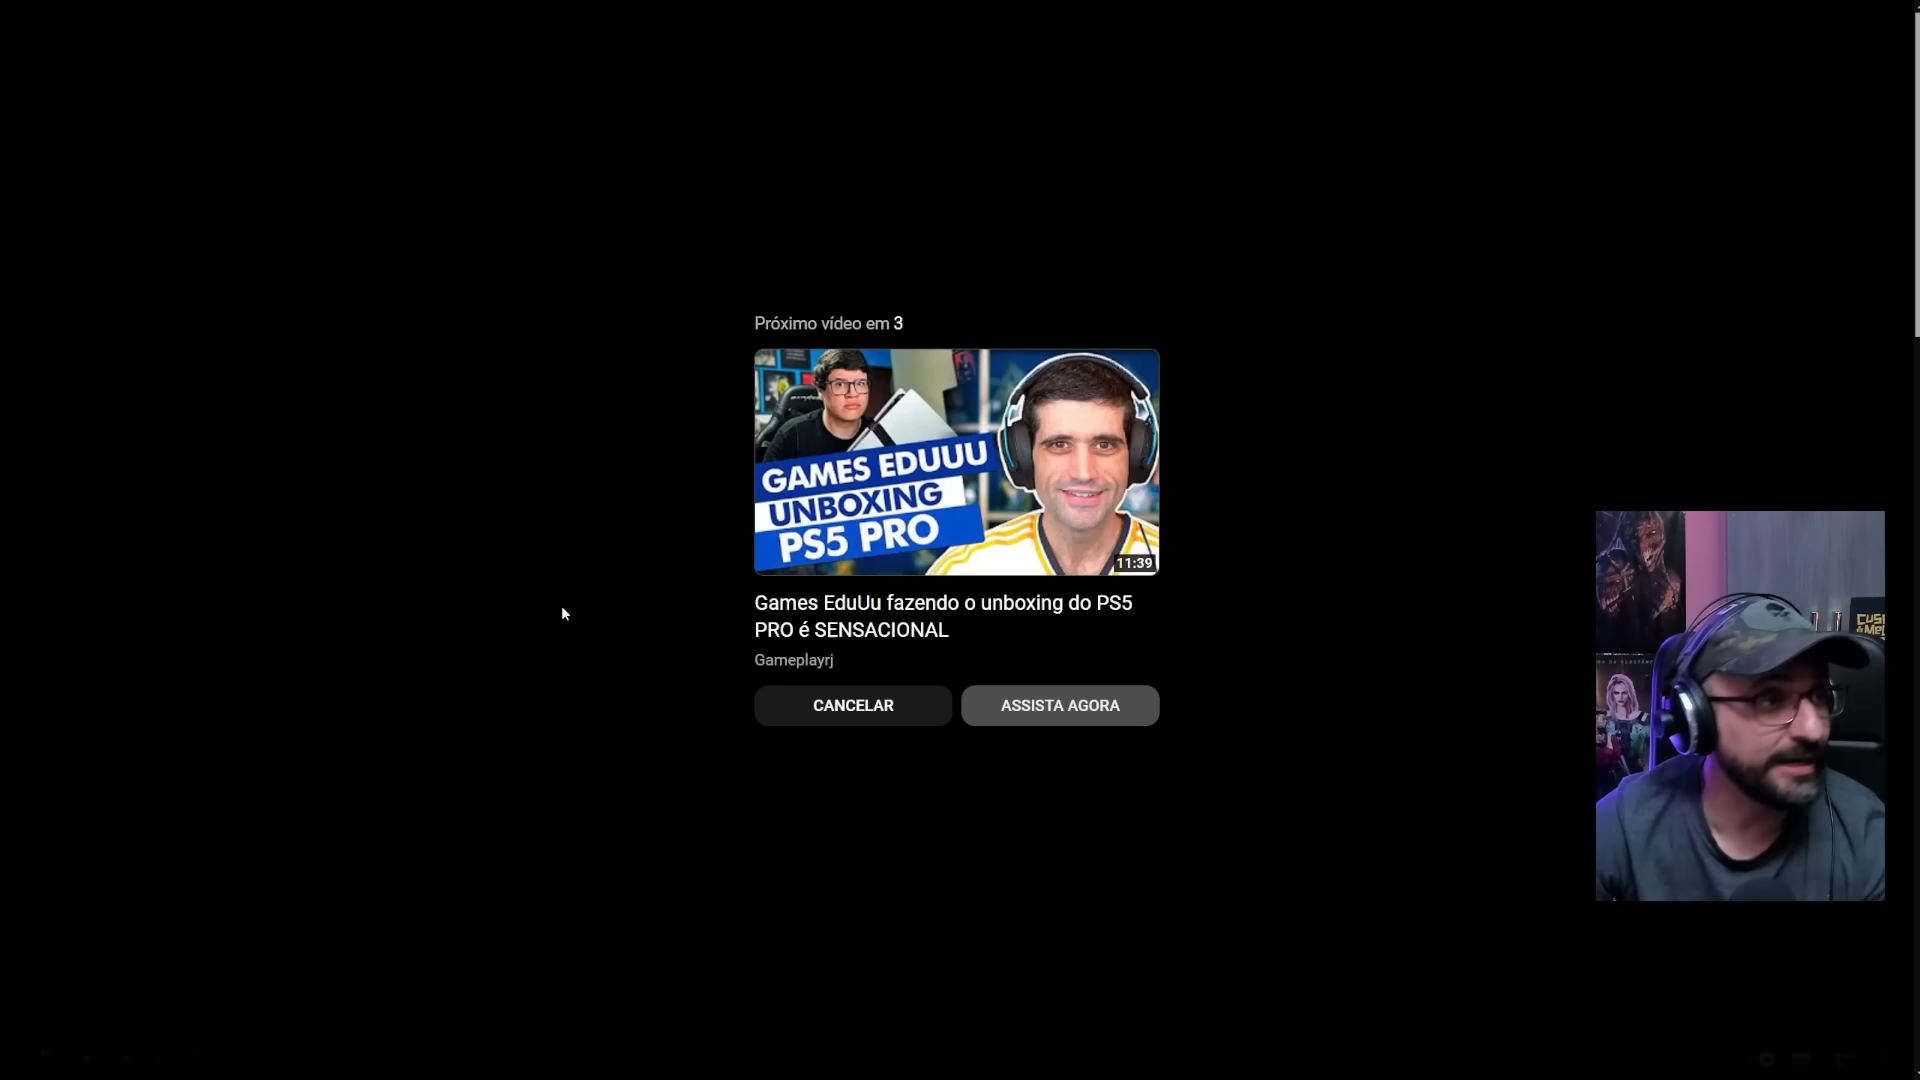 Próximo vídeo em 3
GAMES EDUUU
UNBOXING
PS5 PRO
11:39
Games EduUu fazendo o unboxing do PS5
PRO é SENSACIONAL
Gameplayrj
CANCELAR
ASSISTA AGORA